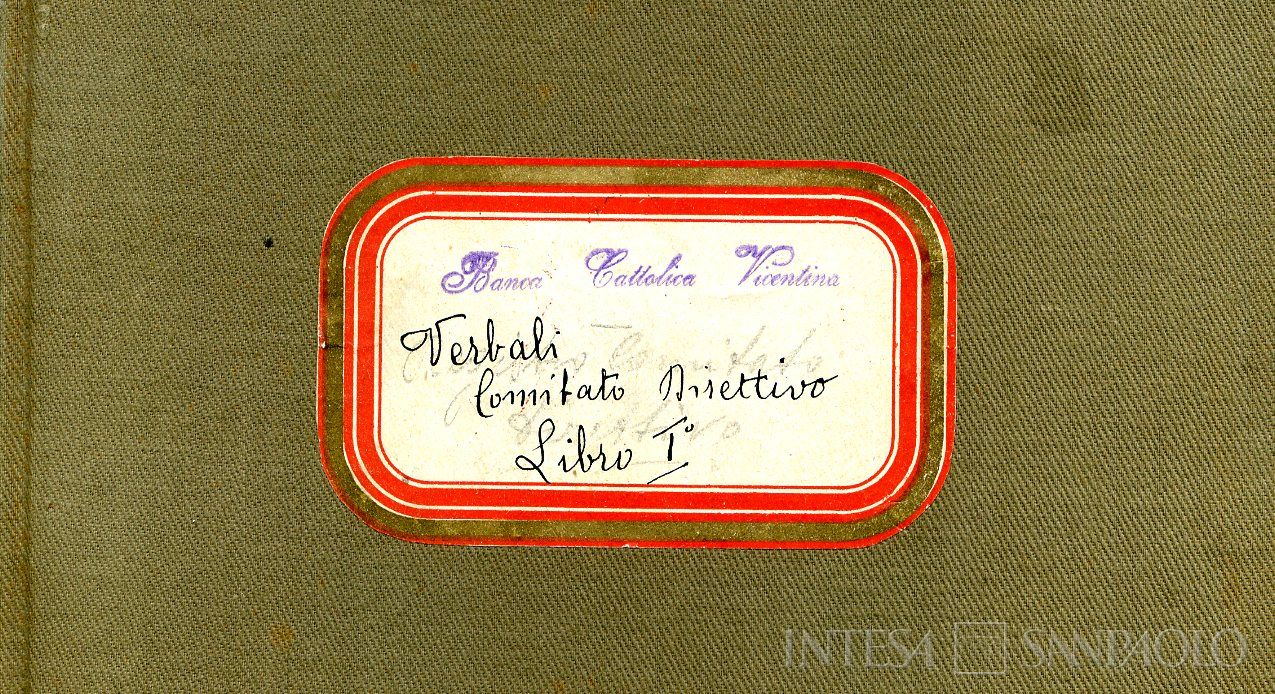 Banca Cattolica Vicentina
Verbali
Comitato Direttivo
Libro I°
INTESA SANPAOLO